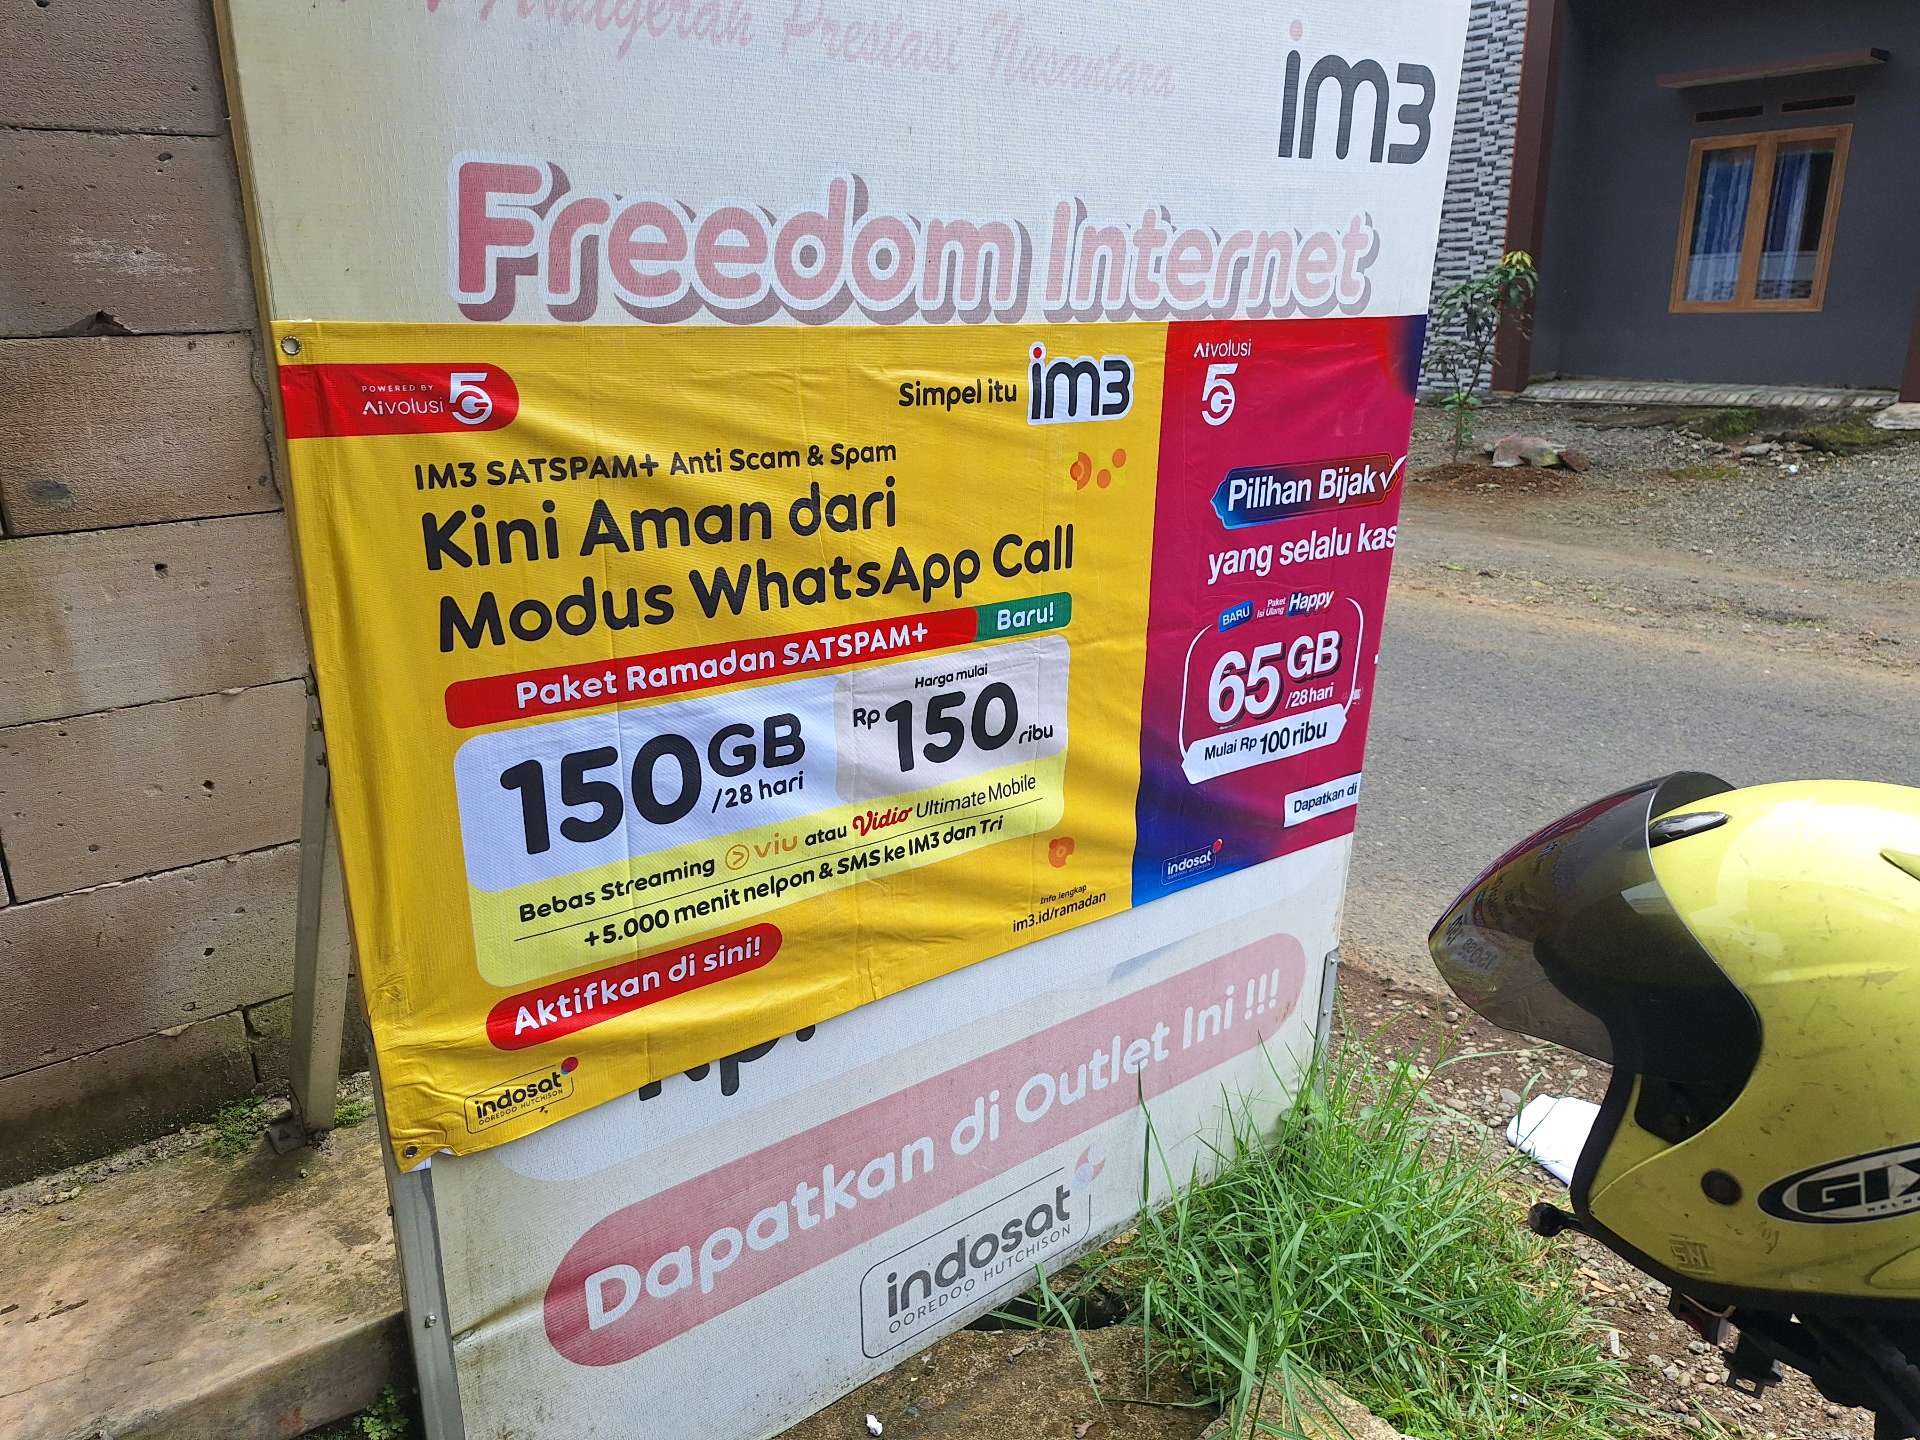 Anugerah Prestasi Nusantara
im3
Freedom Internet
POWERED BY
AIVOLUSI 5G
Simpel itu im3
IM3 SATSPAM+ Anti Scam & Spam
Kini Aman dari
Modus WhatsApp Call
Paket Ramadan SATSPAM+ Baru!
150GB
/28 hari
Harga mulai
Rp 150 ribu
Bebas Streaming viu atau Vidio Ultimate Mobile
+5.000 menit nelpon & SMS ke IM3 dan Tri
Aktifkan di sini!
Info lengkap
im3.id/ramadan
indosat
OOREDOO HUTCHISON
AIVOLUSI
5G
Pilihan Bijak
yang selalu kas
BARU Paket Isi Ulang Happy
65GB
/28 hari
Mulai Rp 100 ribu
Dapatkan di
indosat
Rp.
Dapatkan di Outlet Ini !!!
indosat
OOREDOO HUTCHISON
GIX